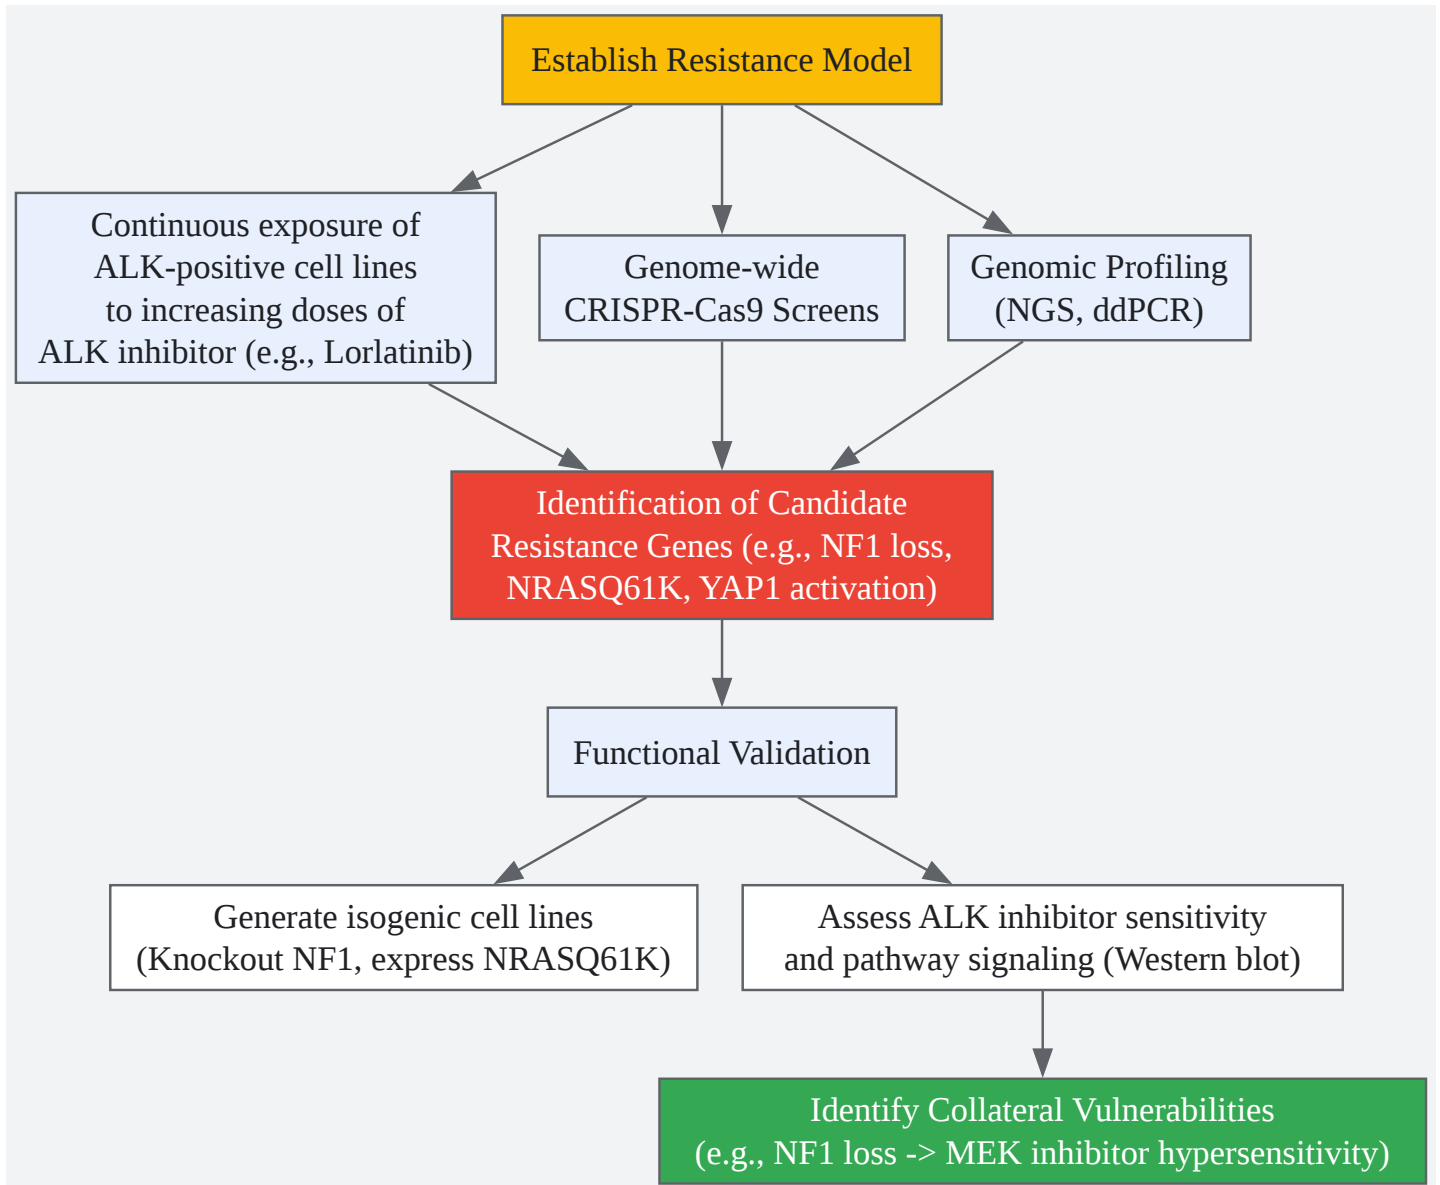 Establish Resistance Model
Continuous exposure of
ALK-positive cell lines
to increasing doses of
ALK inhibitor (e.g., Lorlatinib)
Genome-wide
CRISPR-Cas9 Screens
Genomic Profiling
(NGS, ddPCR)
Identification of Candidate
Resistance Genes (e.g., NF1 loss,
NRASQ61K, YAP1 activation)
Functional Validation
Generate isogenic cell lines
(Knockout NF1, express NRASQ61K)
Assess ALK inhibitor sensitivity
and pathway signaling (Western blot)
Identify Collateral Vulnerabilities
(e.g., NF1 loss -> MEK inhibitor hypersensitivity)